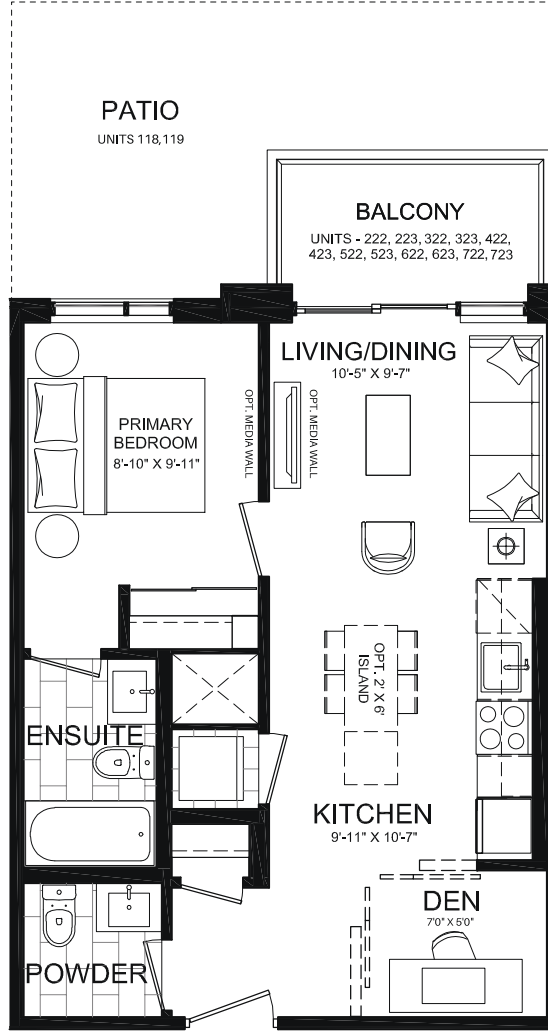 PATIO
UNITS 118,119
BALCONY
UNITS - 222, 223, 322, 323, 422,
423, 522, 523, 622, 623, 722, 723
LIVING/DINING
10'-5" X 9'-7"
OPT. MEDIA WALL
OPT. MEDIA WALL
PRIMARY
BEDROOM
8'-10" X 9'-11"
OPT. 2' X 6'
ISLAND
ENSUITE
KITCHEN
9'-11" X 10'-7"
DEN
7'0" X 5'0"
POWDER